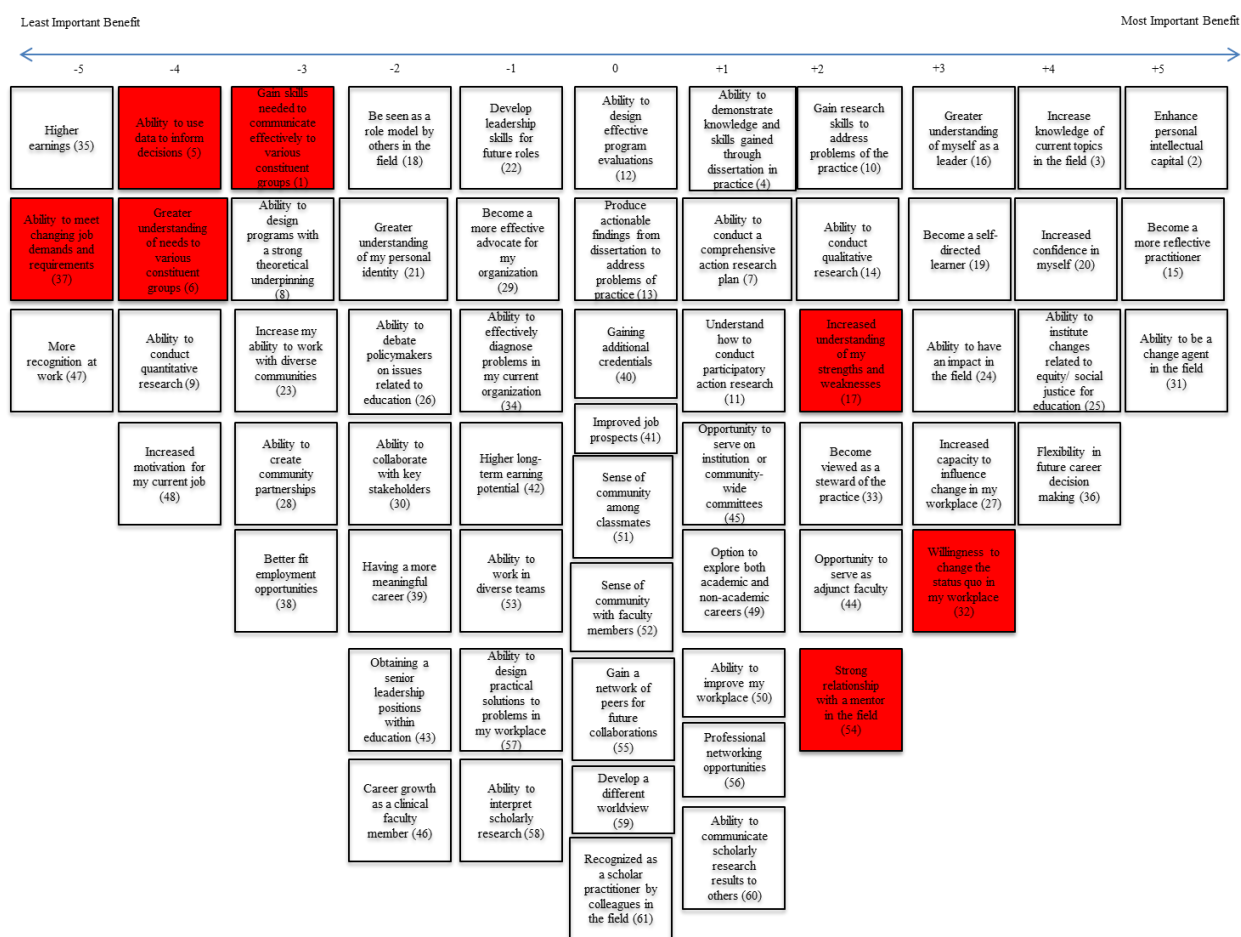 Least Important Benefit
Most Important Benefit
-5
-4
-3
-2
-1
0
+1
+2
+3
+4
+5
Higher
earnings (35)
Ability to use
data to inform
decisions (5)
Gain skills
needed to
communicate
effectively to
various
constituent
groups (1)
Be seen as a
role model by
others in the
field (18)
Develop
leadership
skills for
future roles
(22)
Ability to
design
effective
program
evaluations
(12)
Ability to
demonstrate
knowledge and
skills gained
through
dissertation in
practice (4)
Gain research
skills to
address
problems of the
practice (10)
Greater
understanding
of myself as a
leader (16)
Increase
knowledge of
current topics
in the field (3)
Enhance
personal
intellectual
capital (2)
Ability to meet
changing job
demands and
requirements
(37)
Greater
understanding
of needs to
various
constituent
groups (6)
Ability to
design
programs with
a strong
theoretical
underpinning
(8)
Greater
understanding
of my personal
identity (21)
Become a
more effective
advocate for
my
organization
(29)
Produce
actionable
findings from
dissertation to
address
problems of
practice (13)
Ability to
conduct a
comprehensive
action research
plan (7)
Ability to
conduct
qualitative
research (14)
Become a self-
directed
learner (19)
Increased
confidence in
myself (20)
Become a
more reflective
practitioner
(15)
More
recognition at
work (47)
Ability to
conduct
quantitative
research (9)
Increase my
ability to work
with diverse
communities
(23)
Ability to
debate
policymakers
on issues
related to
education (26)
Ability to
effectively
diagnose
problems in
my current
organization
(34)
Gaining
additional
credentials
(40)
Understand
how to
conduct
participatory
action research
(11)
Increased
understanding
of my
strengths and
weaknesses
(17)
Ability to have
an impact in
the field (24)
Ability to
institute
changes
related to
equity/ social
justice for
education (25)
Ability to be a
change agent
in the field
(31)
Increased
motivation for
my current job
(48)
Ability to
create
community
partnerships
(28)
Ability to
collaborate
with key
stakeholders
(30)
Higher long-
term earning
potential (42)
Improved job
prospects (41)
Opportunity to
serve on
institution or
community-
wide
committees
(45)
Become
viewed as a
steward of the
practice (33)
Increased
capacity to
influence
change in my
workplace (27)
Flexibility in
future career
decision
making (36)
Sense of
community
among
classmates
(51)
Better fit
employment
opportunities
(38)
Having a more
meaningful
career (39)
Ability to
work in
diverse teams
(53)
Sense of
community
with faculty
members (52)
Option to
explore both
academic and
non-academic
careers (49)
Opportunity to
serve as
adjunct faculty
(44)
Willingness to
change the
status quo in
my workplace
(32)
Obtaining a
senior
leadership
positions
within
education (43)
Ability to
design
practical
solutions to
problems in
my workplace
(57)
Gain a
network of
peers for
future
collaborations
(55)
Ability to
improve my
workplace (50)
Strong
relationship
with a mentor
in the field
(54)
Professional
networking
opportunities
(56)
Career growth
as a clinical
faculty
member (46)
Ability to
interpret
scholarly
research (58)
Develop a
different
worldview
(59)
Ability to
communicate
scholarly
research
results to
others (60)
Recognized as
a scholar
practitioner by
colleagues in
the field (61)